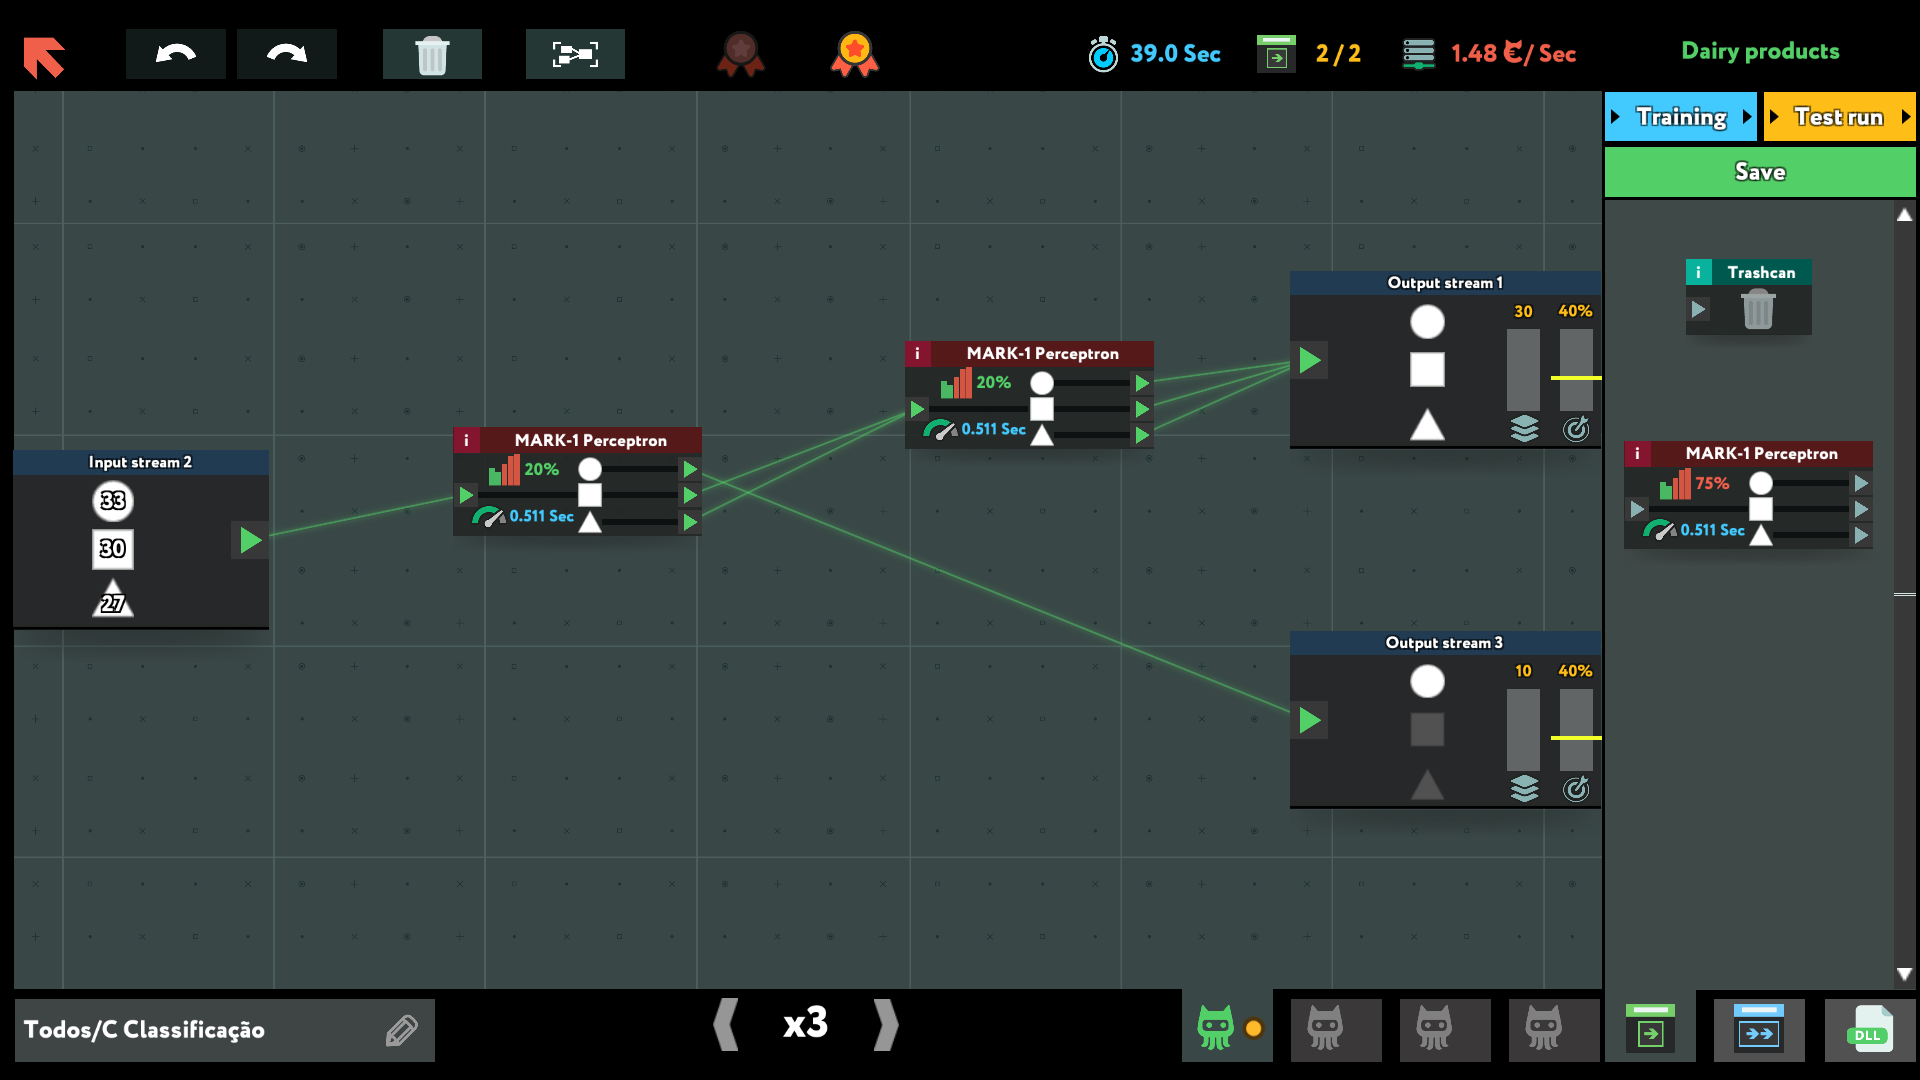 39.0 Sec
2 / 2
1.48 €/ Sec
Dairy products
Training
Test run
Save
i Trashcan
Output stream 1
30 40%
i MARK-1 Perceptron
20%
0.511 Sec
i MARK-1 Perceptron
20%
0.511 Sec
Input stream 2
33
30
27
i MARK-1 Perceptron
75%
0.511 Sec
Output stream 3
10 40%
Todos/C Classificação
x3
DLL